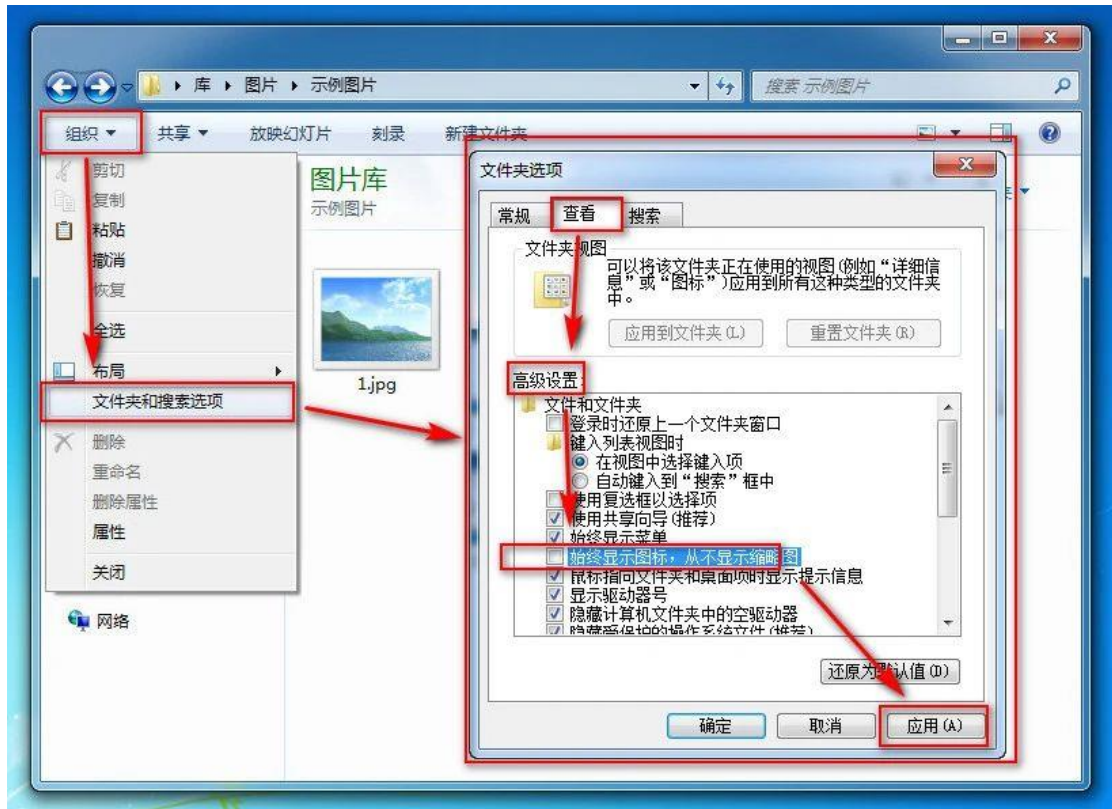 库 图片 示例图片
搜索 示例图片
组织 共享 放映幻灯片 刻录 新建文件夹
剪切
复制
粘贴
撤消
恢复
全选
布局
文件夹和搜索选项
删除
重命名
删除属性
属性
关闭
网络
图片库
示例图片
1.jpg
文件夹选项
常规 查看 搜索
文件夹视图
可以将该文件夹正在使用的视图(例如“详细信
息”或“图标”)应用到所有这种类型的文件夹
中。
应用到文件夹(L) 重置文件夹(R)
高级设置:
文件和文件夹
登录时还原上一个文件夹窗口
键入列表视图时
在视图中选择键入项
自动键入到“搜索”框中
使用复选框以选择项
使用共享向导(推荐)
始终显示菜单
始终显示图标，从不显示缩略图
鼠标指向文件夹和桌面项时显示提示信息
显示驱动器号
隐藏计算机文件夹中的空驱动器
隐藏受保护的操作系统文件(推荐)
还原为默认值(D)
确定 取消 应用(A)